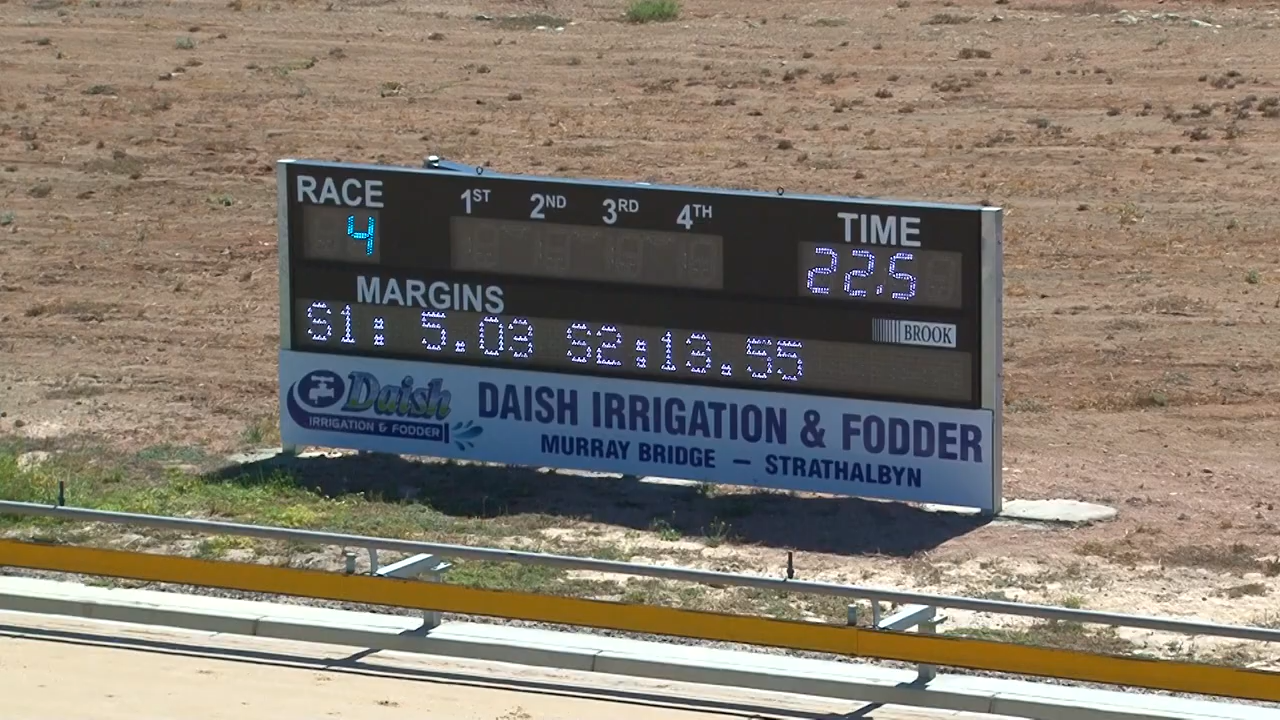 RACE 1ST 2ND 3RD 4TH TIME
4 22.5
MARGINS
S1: 5.03 S2:13.55
BROOK
Daish
IRRIGATION & FODDER
DAISH IRRIGATION & FODDER
MURRAY BRIDGE – STRATHALBYN